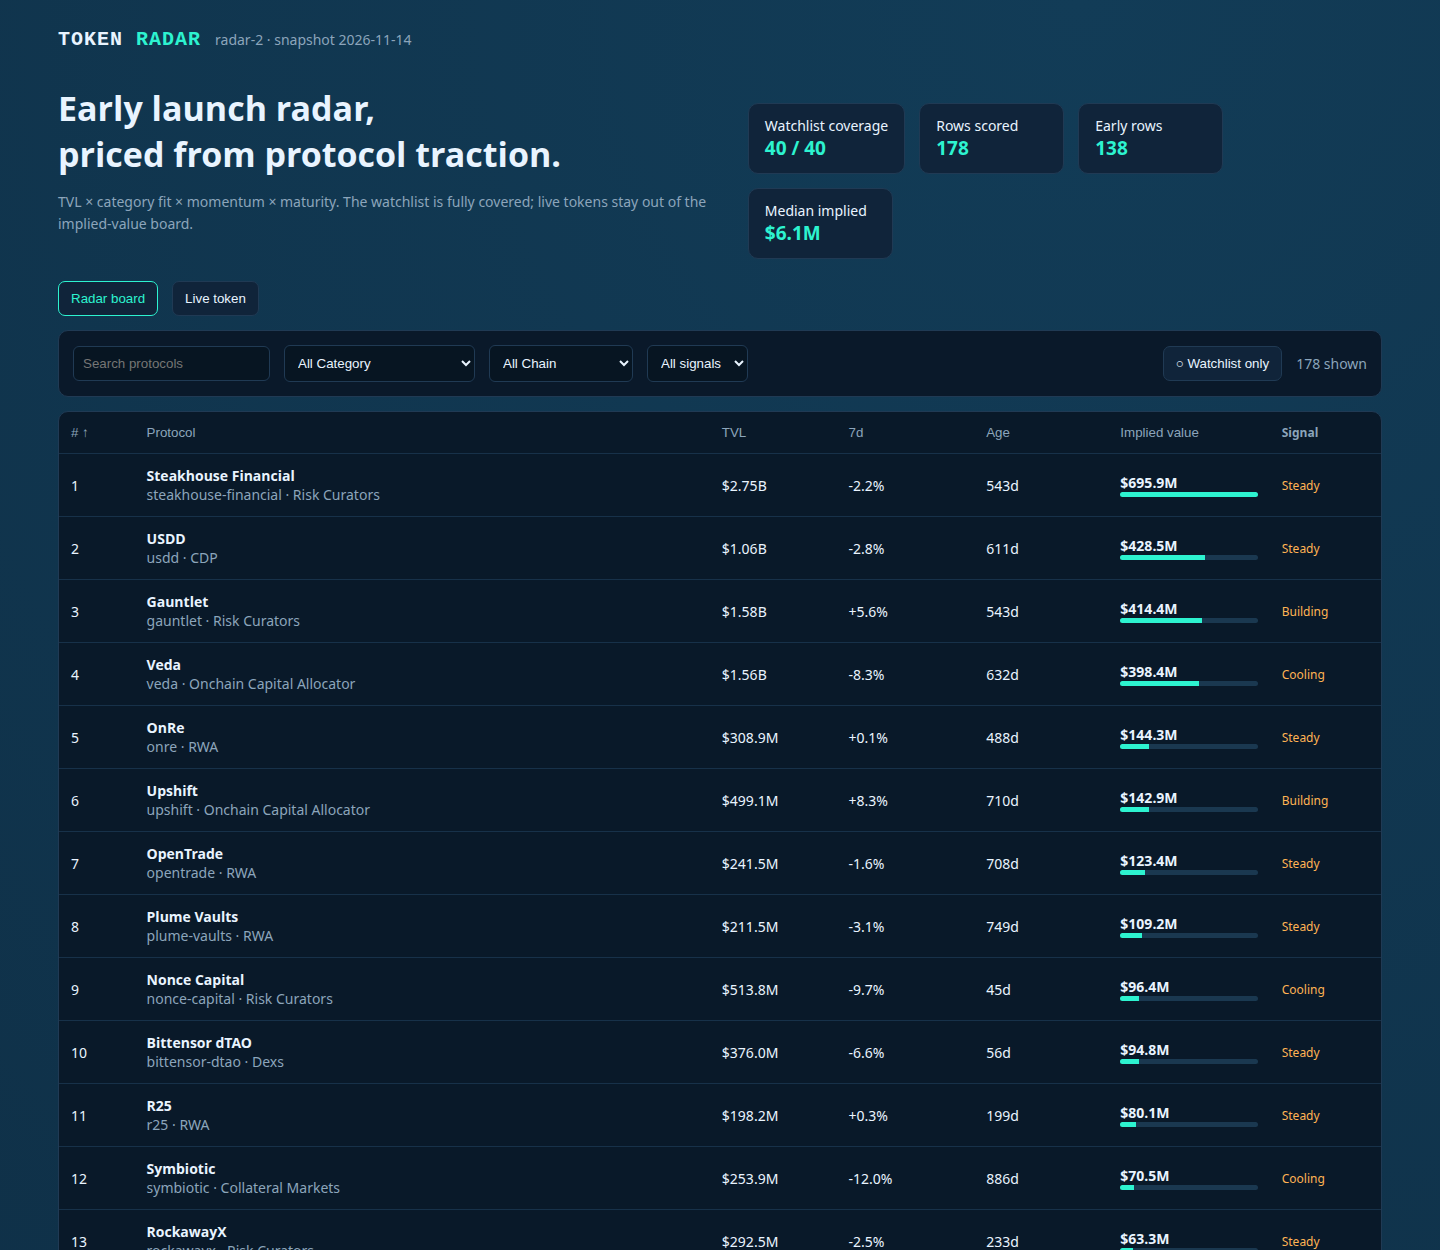 TOKEN RADAR radar-2 · snapshot 2026-11-14
Early launch radar,
priced from protocol traction.
TVL × category fit × momentum × maturity. The watchlist is fully covered; live tokens stay out of the
implied-value board.
Watchlist coverage
40 / 40
Rows scored
178
Early rows
138
Median implied
$6.1M
Radar board
Live token
Search protocols
All Category
All Chain
All signals
○ Watchlist only
178 shown
# ↑ Protocol TVL 7d Age Implied value Signal
1 Steakhouse Financial $2.75B -2.2% 543d $695.9M Steady
steakhouse-financial · Risk Curators
2 USDD $1.06B -2.8% 611d $428.5M Steady
usdd · CDP
3 Gauntlet $1.58B +5.6% 543d $414.4M Building
gauntlet · Risk Curators
4 Veda $1.56B -8.3% 632d $398.4M Cooling
veda · Onchain Capital Allocator
5 OnRe $308.9M +0.1% 488d $144.3M Steady
onre · RWA
6 Upshift $499.1M +8.3% 710d $142.9M Building
upshift · Onchain Capital Allocator
7 OpenTrade $241.5M -1.6% 708d $123.4M Steady
opentrade · RWA
8 Plume Vaults $211.5M -3.1% 749d $109.2M Steady
plume-vaults · RWA
9 Nonce Capital $513.8M -9.7% 45d $96.4M Cooling
nonce-capital · Risk Curators
10 Bittensor dTAO $376.0M -6.6% 56d $94.8M Steady
bittensor-dtao · Dexs
11 R25 $198.2M +0.3% 199d $80.1M Steady
r25 · RWA
12 Symbiotic $253.9M -12.0% 886d $70.5M Cooling
symbiotic · Collateral Markets
13 RockawayX $292.5M -2.5% 233d $63.3M Steady
rockawayx · Risk Curators